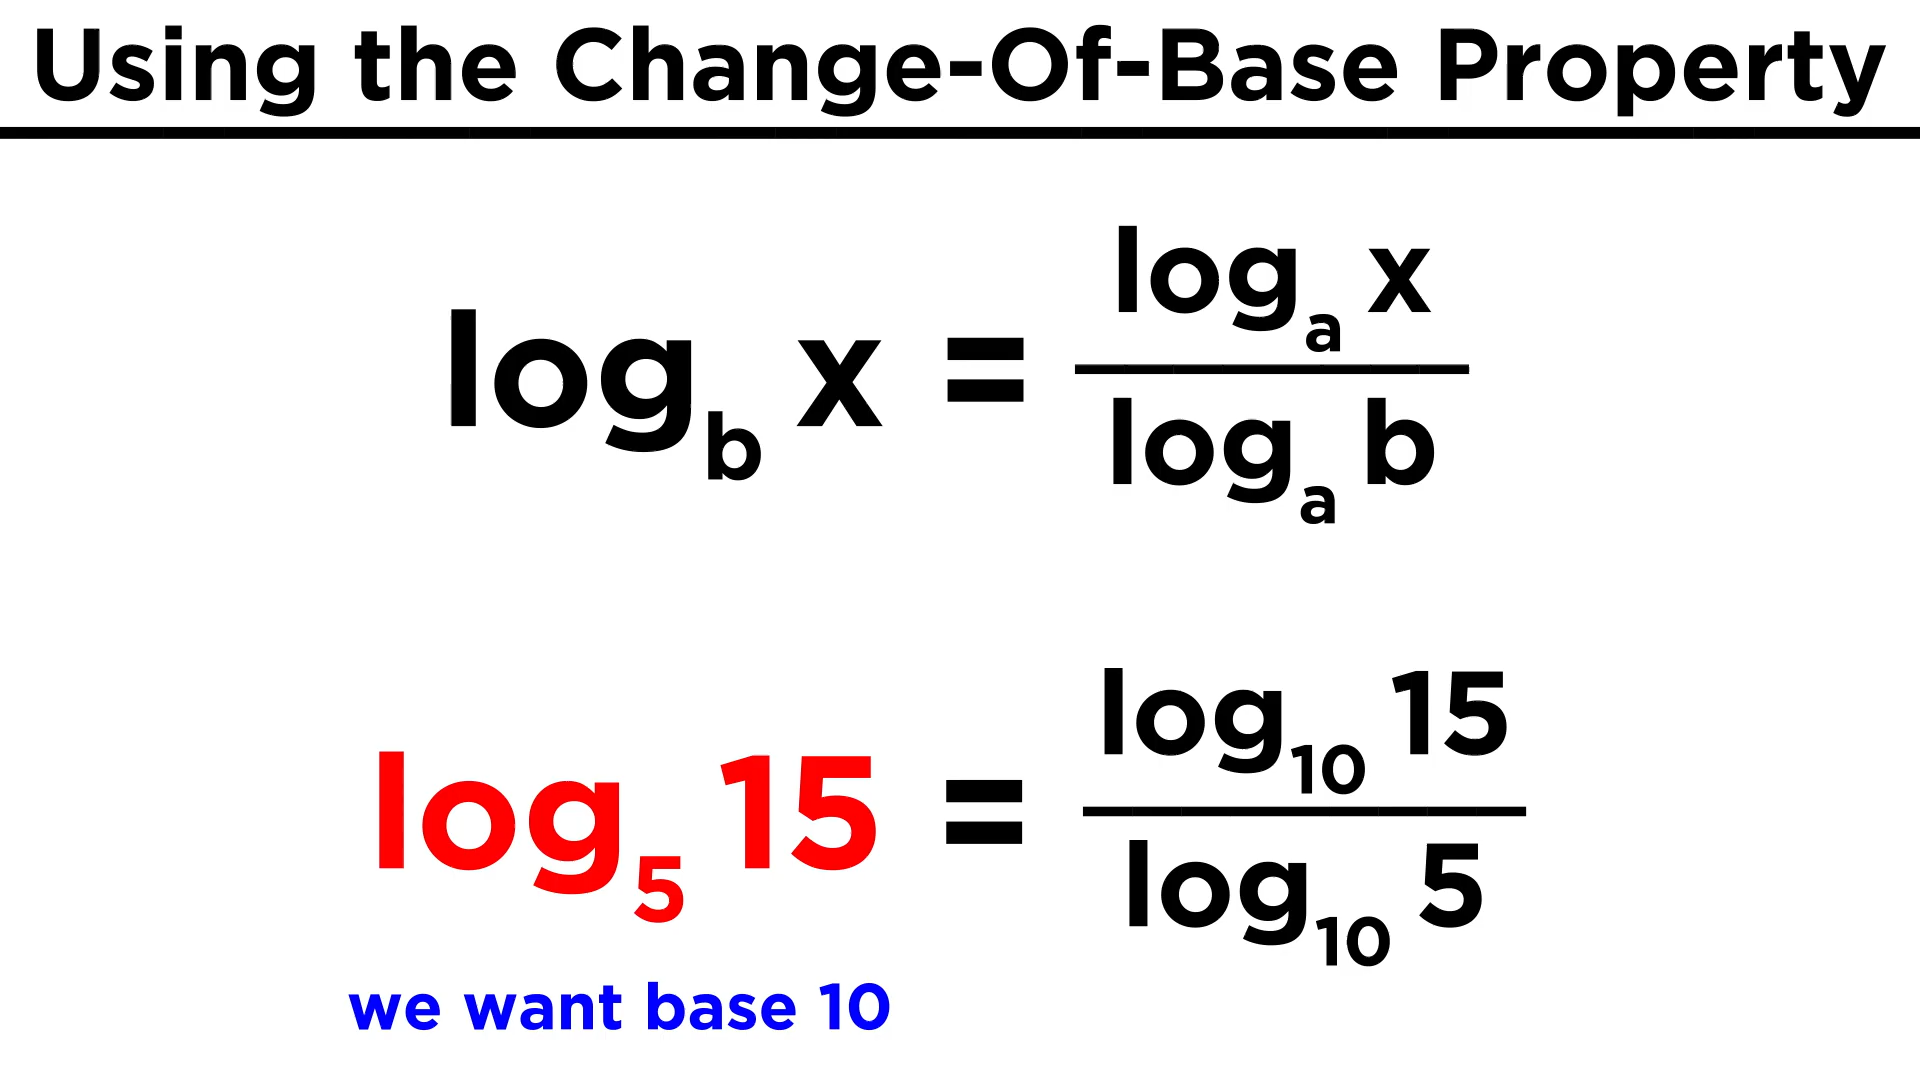 Using the Change-Of-Base Property
log_b x = log_a x / log_a b
log_5 15 = log_10 15 / log_10 5
we want base 10